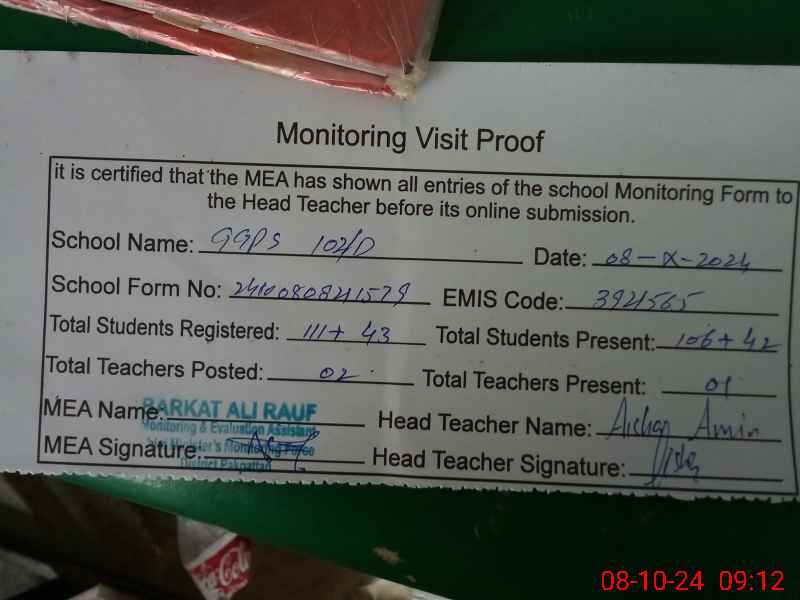 Monitoring Visit Proof
it is certified that the MEA has shown all entries of the school Monitoring Form to
the Head Teacher before its online submission.
School Name: GGPS 102/D Date: 08-X-2024
School Form No: 2410080841579 EMIS Code: 3921565
Total Students Registered: 111+ 43 Total Students Present: 106+42
Total Teachers Posted: 02 Total Teachers Present: 01
MEA Name: BARKAT ALI RAUF Head Teacher Name: Amin
Monitoring & Evaluation Assistant
MEA Signature: Minister's Monitoring Force Head Teacher Signature:
District Pakpattan
Coca-Cola
08-10-24 09:12